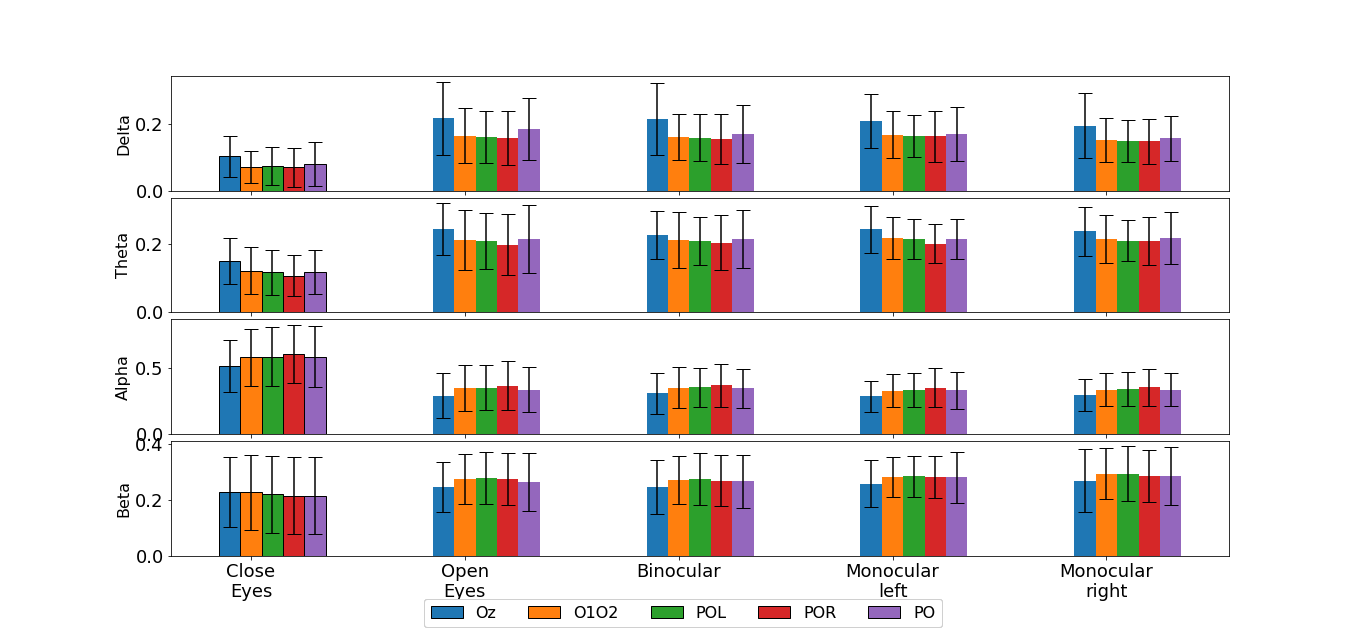 Delta
0.2
0.0
Theta
0.2
0.0
Alpha
0.5
0.0
Beta
0.4
0.2
0.0
Close
Eyes
Open
Eyes
Binocular
Monocular
left
Monocular
right
Oz O1O2 POL POR PO